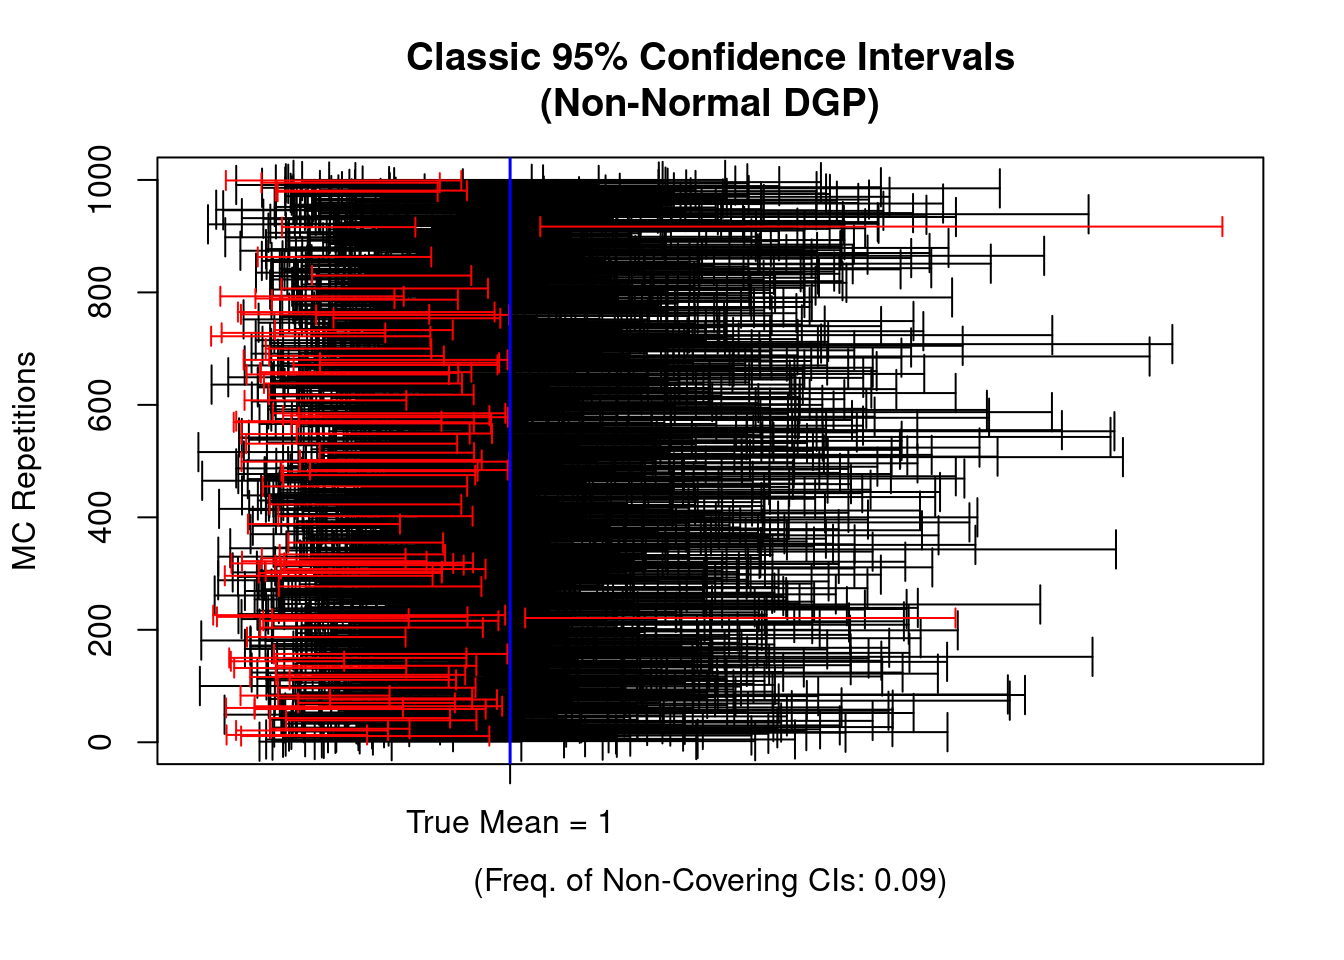 Classic 95% Confidence Intervals
(Non-Normal DGP)
MC Repetitions
1000
800
600
400
200
0
True Mean = 1
(Freq. of Non-Covering CIs: 0.09)